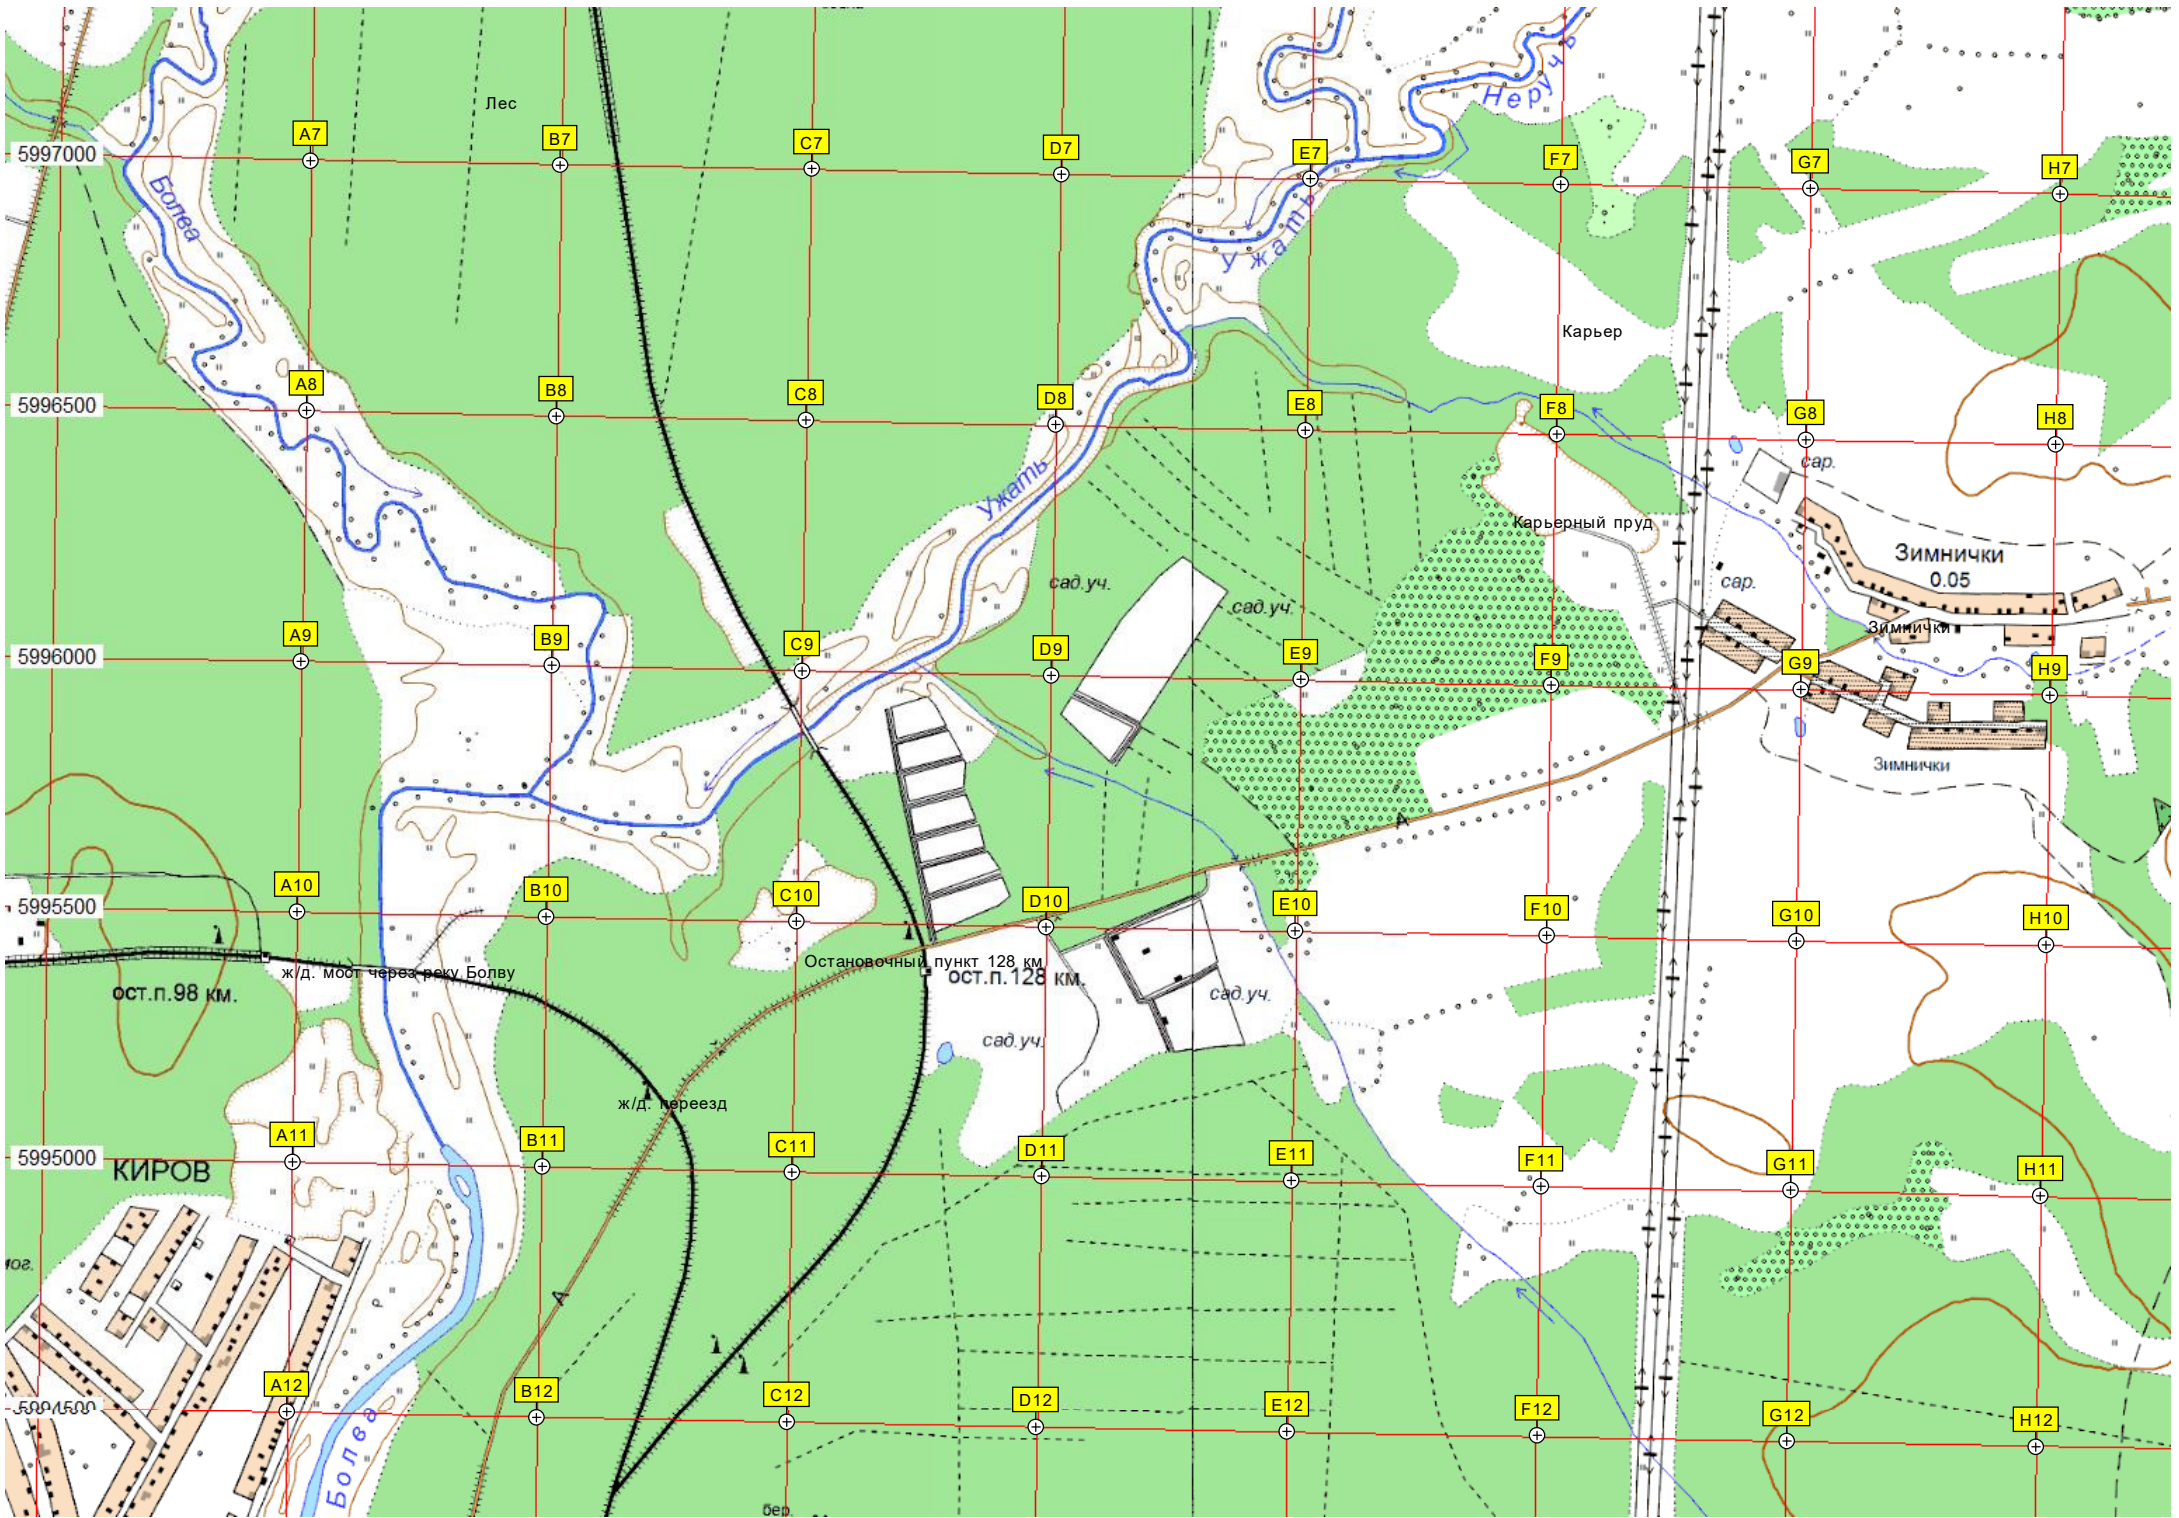 Неручь
Лес
A7
B7
C7
D7
E7
F7
G7
H7
5997000
Болва
Ужать
Карьер
A8
B8
C8
D8
E8
F8
G8
H8
5996500
сар.
Ужать
Карьерный пруд
Зимнички
0.05
сад.уч.
сад.уч.
сар.
Зимнички
A9
B9
C9
D9
E9
F9
G9
H9
5996000
Зимнички
A
A10
B10
C10
D10
E10
F10
G10
H10
5995500
Остановочный пункт 128 км
ж/д. мост через реку Болву
ост.п.128 км.
ост.п.98 км.
сад.уч.
сад.уч.
ж/д. переезд
A11
B11
C11
D11
E11
F11
G11
H11
5995000
КИРОВ
A
A12
B12
C12
D12
E12
F12
G12
H12
5994500
Болва
бер.